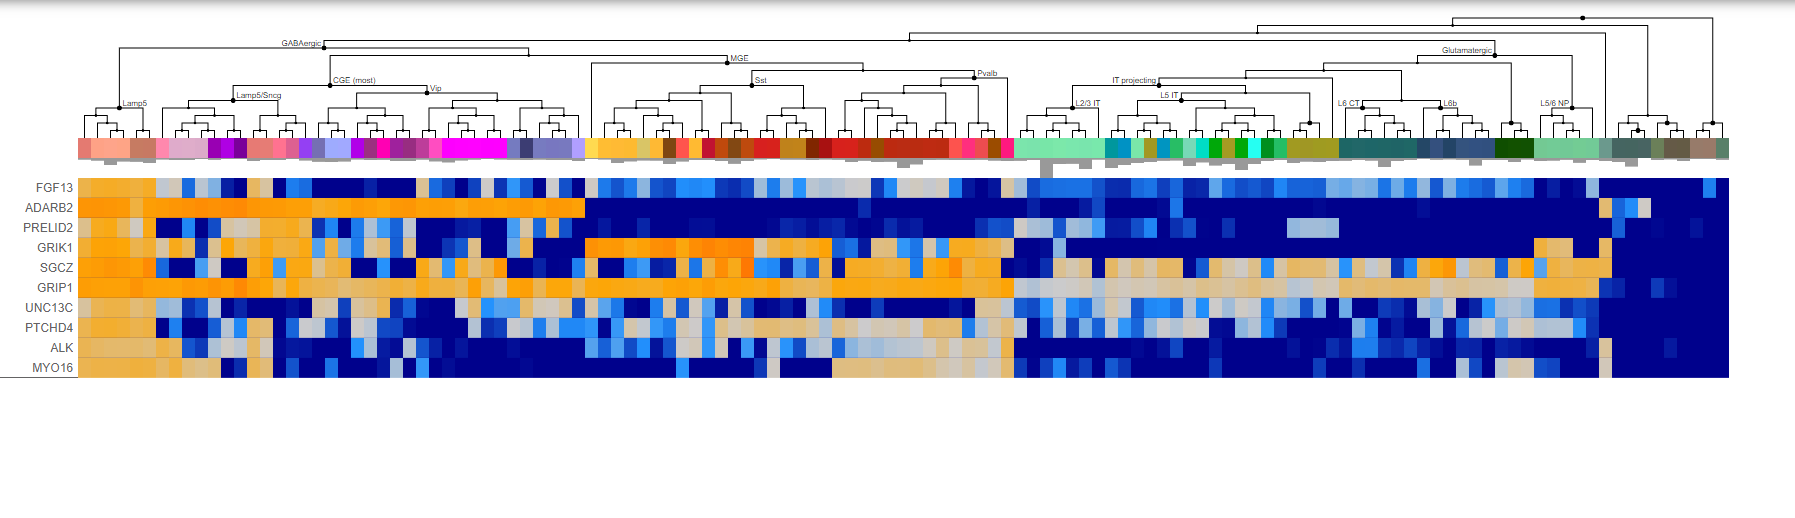 GABAergic
Glutamatergic
MGE
Pvalb
CGE (most)
Sst
IT projecting
Vip
Lamp5/Sncg
L5 IT
Lamp5
L2/3 IT
L6 CT
L6b
L5/6 NP
FGF13
ADARB2
PRELID2
GRIK1
SGCZ
GRIP1
UNC13C
PTCHD4
ALK
MYO16